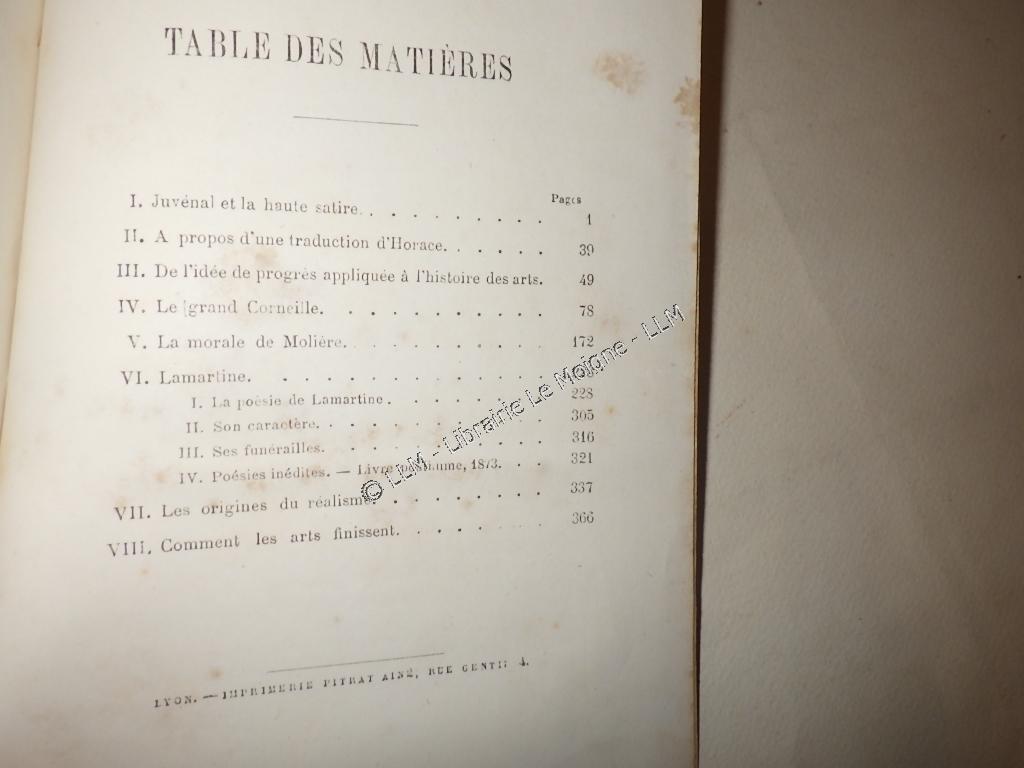 TABLE DES MATIÈRES
Pages
I. Juvénal et la haute satire. . . . . . . . . . 1
II. A propos d'une traduction d'Horace. . . . . . 39
III. De l'idée de progrès appliquée à l'histoire des arts. 49
IV. Le grand Corneille. . . . . . . . . 78
V. La morale de Molière. . . . . . . . . . 172
VI. Lamartine. . . . . . . . . . .
I. La poésie de Lamartine . . . . . . . 228
II. Son caractère. . . . . . . . . 305
III. Ses funérailles. . . . . . . . . 316
IV. Poésies inédites. — Livre posthume, 1873. . . 321
VII. Les origines du réalisme. . . . . . . . 337
VIII. Comment les arts finissent. . . . . . . 366
LYON. — IMPRIMERIE PITRAT AINÉ, RUE GENTIL 4.
© LLM - Librairie Le Moigne - LLM